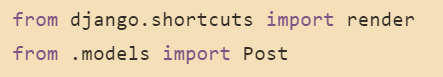 from django.shortcuts import render
from .models import Post